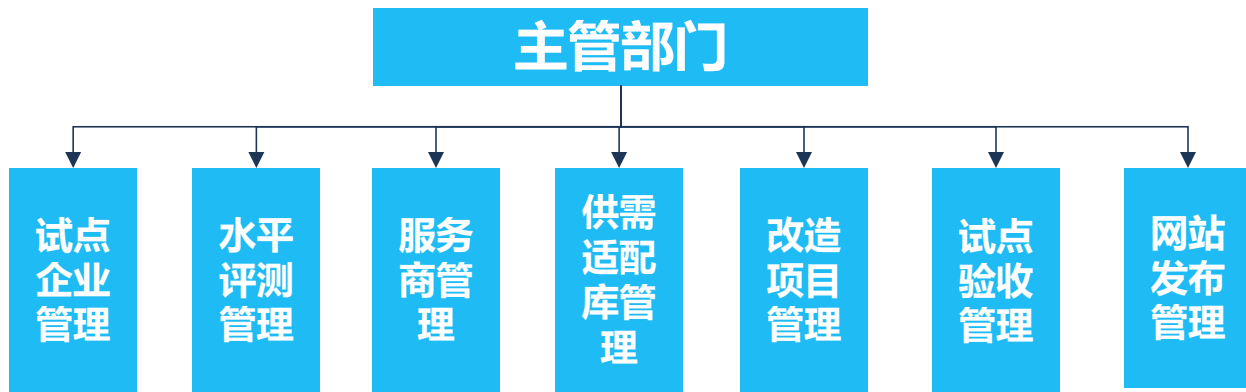 主管部门
试点
企业
管理
水平
评测
管理
服务
商管
理
供需
适配
库管
理
改造
项目
管理
试点
验收
管理
网站
发布
管理